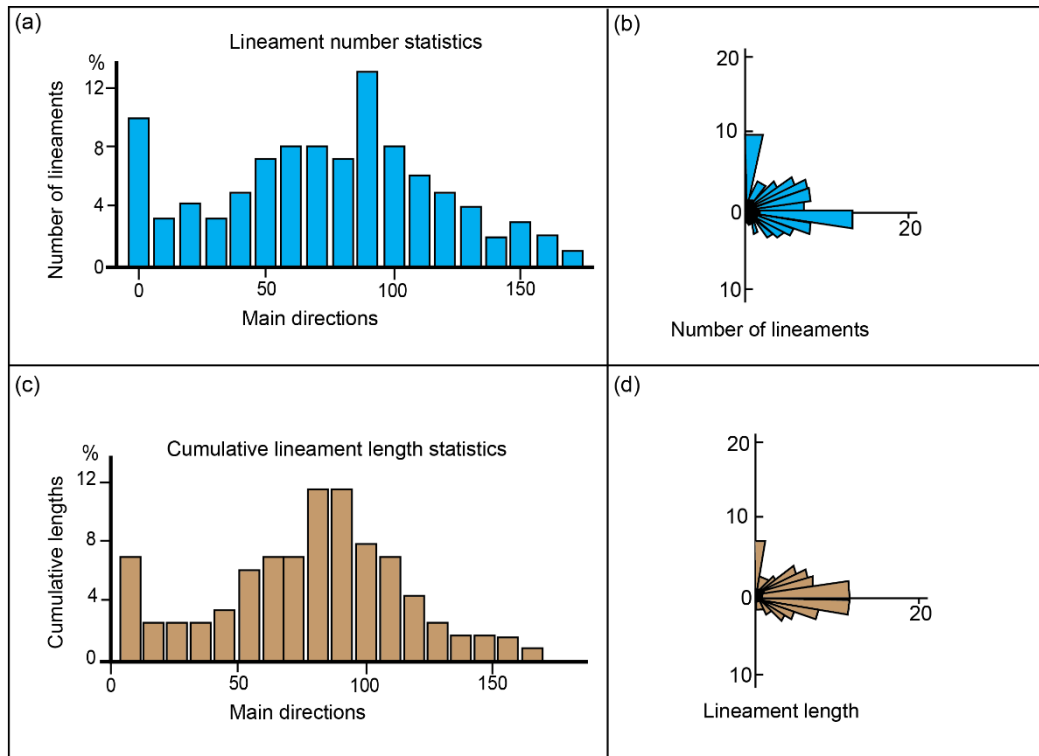 (a)
Lineament number statistics
%
12
8
4
0
Number of lineaments
0 50 100 150
Main directions
(b)
20
10
0
20
10
Number of lineaments
(c)
Cumulative lineament length statistics
%
12
8
4
0
Cumulative lengths
0 50 100 150
Main directions
(d)
20
10
0
20
10
Lineament length